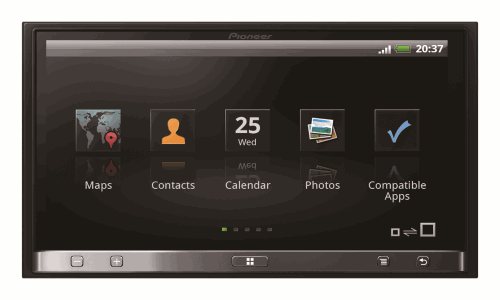 Pioneer
20:37
25
Wed
Maps
Contacts
Calendar
Photos
Compatible
Apps